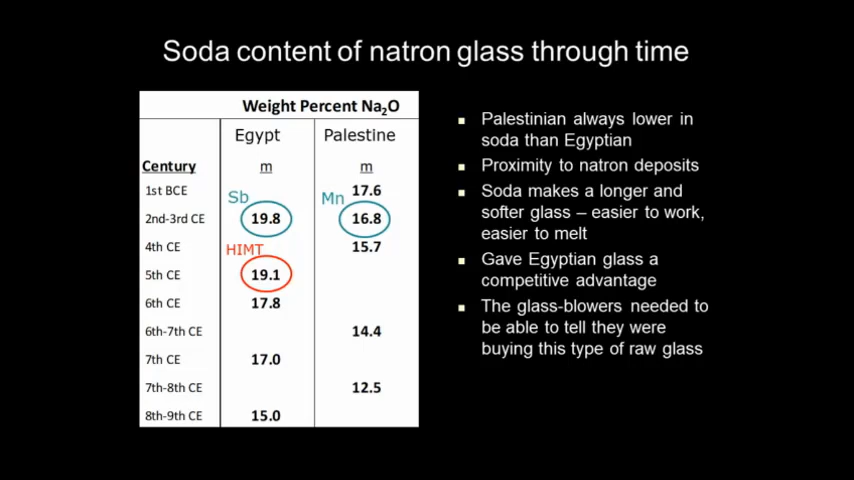 Soda content of natron glass through time
Weight Percent Na₂O
Egypt Palestine
Century m m
1st BCE 17.6
Sb Mn
2nd-3rd CE 19.8 16.8
4th CE 15.7
HIMT
5th CE 19.1
6th CE 17.8
6th-7th CE 14.4
7th CE 17.0
7th-8th CE 12.5
8th-9th CE 15.0
▪ Palestinian always lower in
soda than Egyptian
▪ Proximity to natron deposits
▪ Soda makes a longer and
softer glass – easier to work,
easier to melt
▪ Gave Egyptian glass a
competitive advantage
▪ The glass-blowers needed to
be able to tell they were
buying this type of raw glass